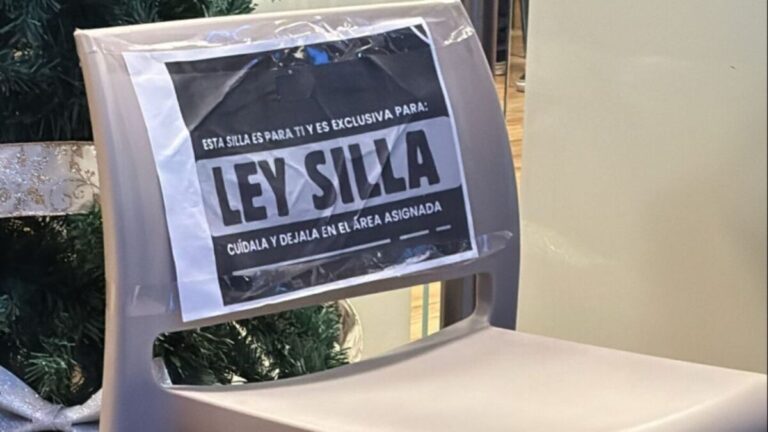 ESTA SILLA ES PARA TI Y ES EXCLUSIVA PARA:
LEY SILLA
CUÍDALA Y DEJALA EN EL ÁREA ASIGNADA